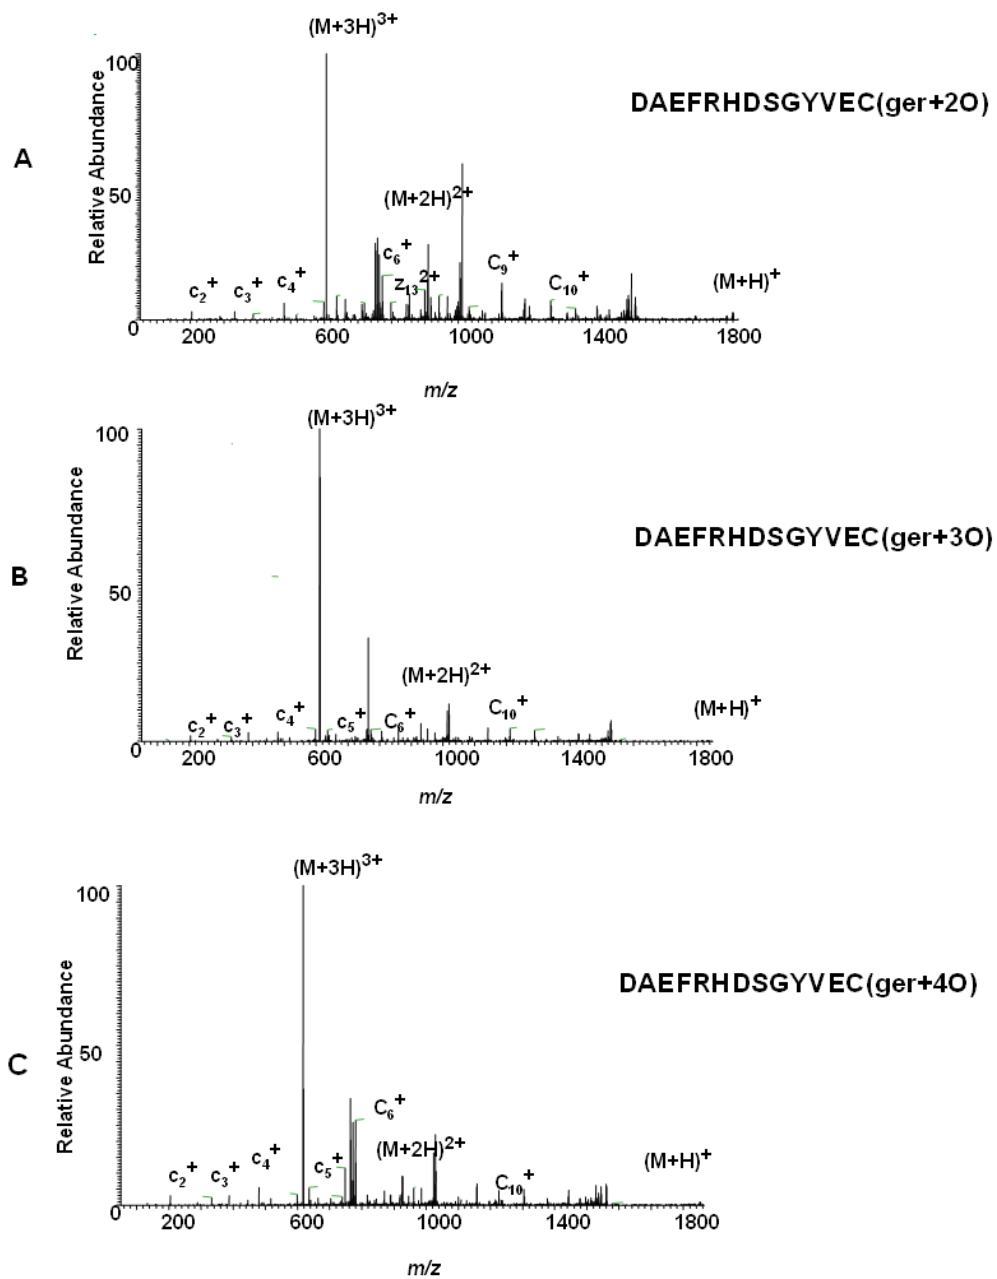 (M+3H)3+
100
DAEFRHDSGYVEC(ger+2O)
A
Relative Abundance
50
(M+2H)2+
c6+
c2+ c3+ c4+ z132+ C9+ C10+ (M+H)+
0 200 600 1000 1400 1800
m/z
(M+3H)3+
100
DAEFRHDSGYVEC(ger+3O)
B
Relative Abundance
50
(M+2H)2+
c2+ c3+ c4+ c5+ C6+ C10+ (M+H)+
0 200 600 1000 1400 1800
m/z
(M+3H)3+
100
DAEFRHDSGYVEC(ger+4O)
C
Relative Abundance
50
C6+
c2+ c3+ c4+ c5+ (M+2H)2+ C10+ (M+H)+
0 200 600 1000 1400 1800
m/z